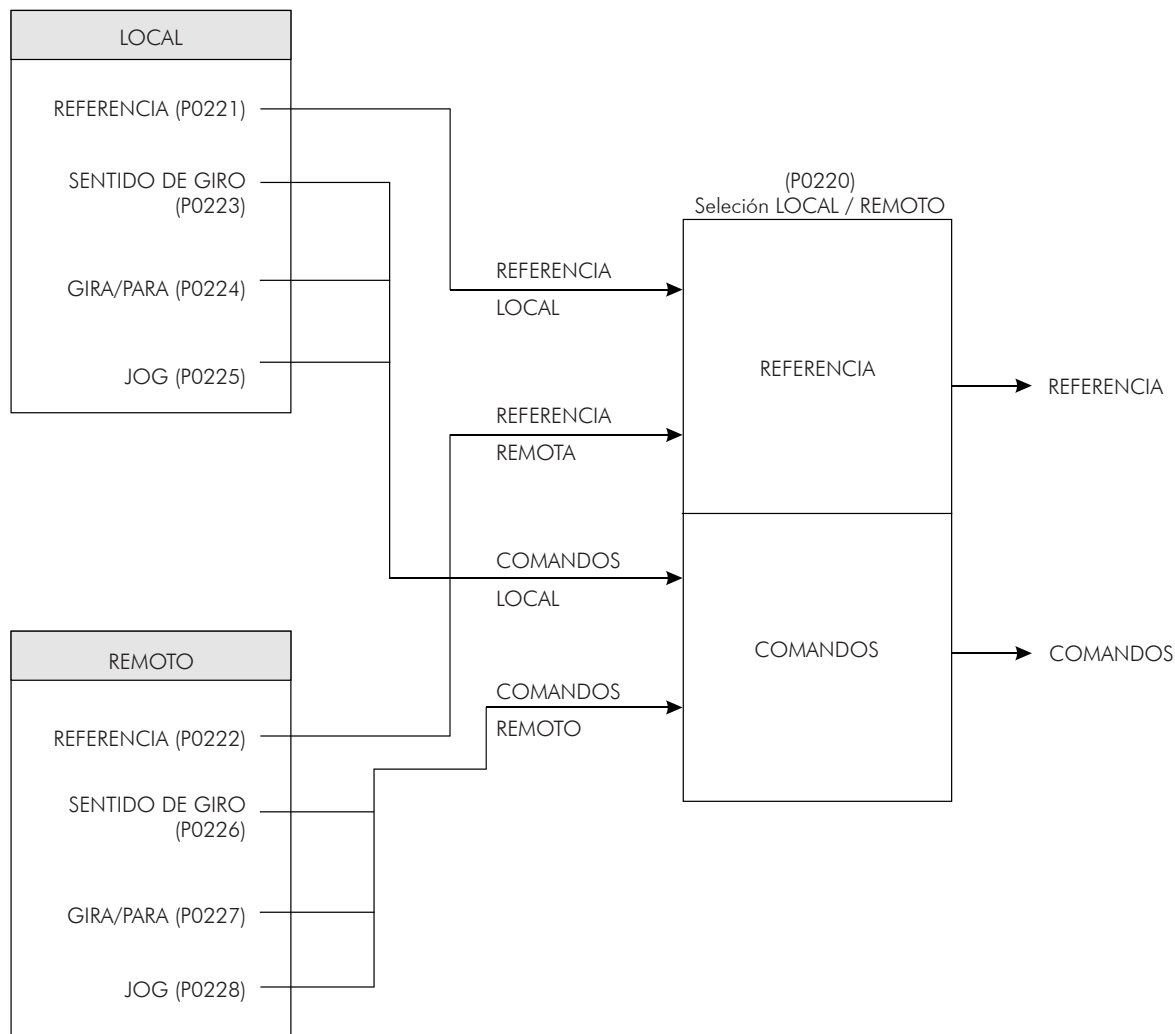 LOCAL
REFERENCIA (P0221)
SENTIDO DE GIRO
(P0223)
GIRA/PARA (P0224)
JOG (P0225)
(P0220)
Seleción LOCAL / REMOTO
REFERENCIA
LOCAL
REFERENCIA
REFERENCIA
REFERENCIA
REMOTA
COMANDOS
LOCAL
COMANDOS
COMANDOS
COMANDOS
REMOTO
REMOTO
REFERENCIA (P0222)
SENTIDO DE GIRO
(P0226)
GIRA/PARA (P0227)
JOG (P0228)